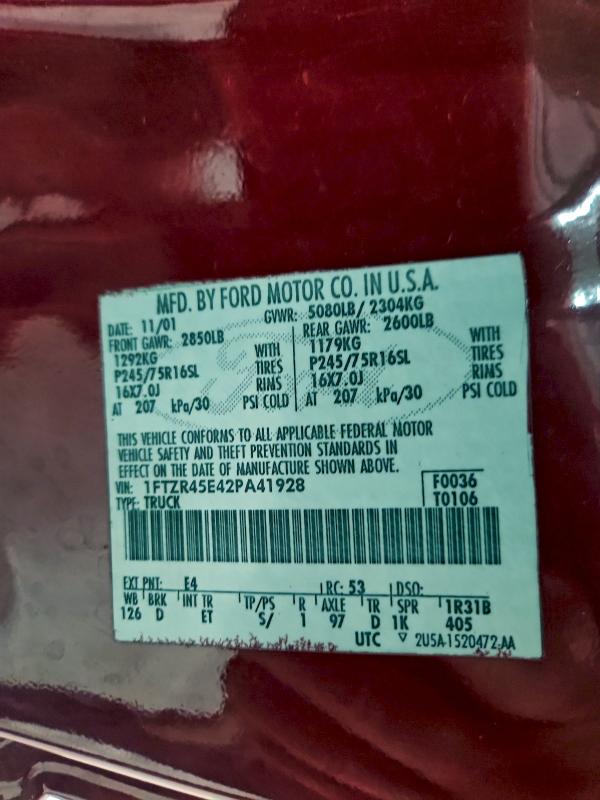 MFD. BY FORD MOTOR CO. IN U.S.A.
DATE: 11/01 GVWR: 5080LB/ 2304KG
FRONT GAWR: 2850LB REAR GAWR: 2600LB
1292KG WITH 1179KG WITH
P245/75R16SL TIRES P245/75R16SL TIRES
16X7.0J RIMS 16X7.0J RIMS
AT 207 kPa/30 PSI COLD AT 207 kPa/30 PSI COLD
THIS VEHICLE CONFORMS TO ALL APPLICABLE FEDERAL MOTOR
VEHICLE SAFETY AND THEFT PREVENTION STANDARDS IN
EFFECT ON THE DATE OF MANUFACTURE SHOWN ABOVE.
VIN: 1FTZR45E42PA41928 F0036
TYPE: TRUCK T0106
EXT PNT: E4 RC: 53 DSO:
WB BRK INT TR TP/PS R AXLE TR SPR 1R31B
126 D ET S/ 1 97 D 1K 405
UTC ▽ 2U5A-1520472-AA